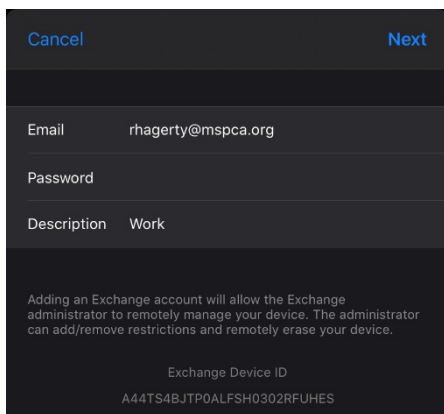 Cancel Next
Email rhagerty@mspca.org
Password
Description Work
Adding an Exchange account will allow the Exchange
administrator to remotely manage your device. The administrator
can add/remove restrictions and remotely erase your device.
Exchange Device ID
A44TS4BJTP0ALFSH0302RFUHES